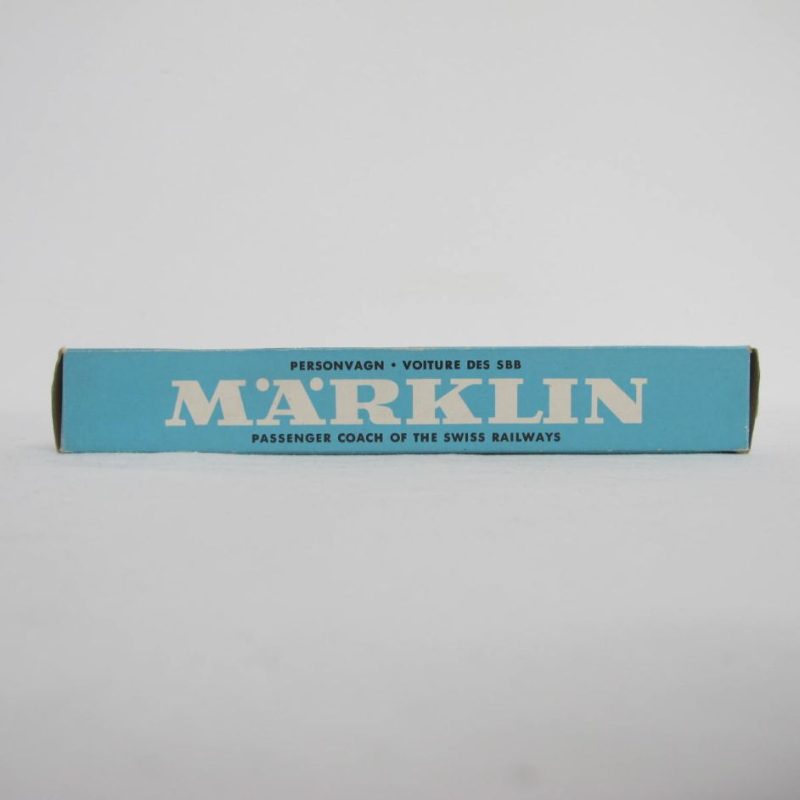 PERSONVAGN • VOITURE DES SBB
MÄRKLIN
PASSENGER COACH OF THE SWISS RAILWAYS